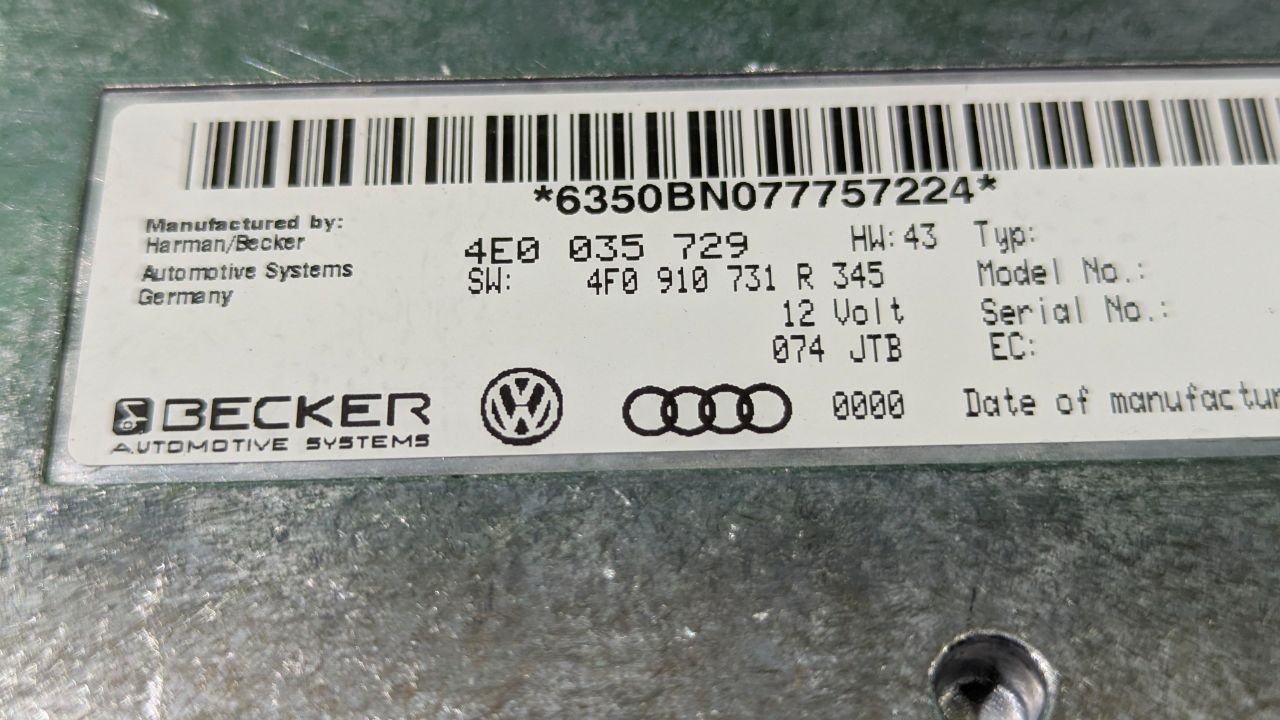 *6350BN077757224*
Manufactured by:
Harman/Becker
Automotive Systems
Germany
4E0 035 729 HW: 43
SW: 4F0 910 731 R 345
12 Volt
074 JTB
0000
Typ:
Model No.:
Serial No.:
EC:
Date of manufactur
BECKER
AUTOMOTIVE SYSTEMS